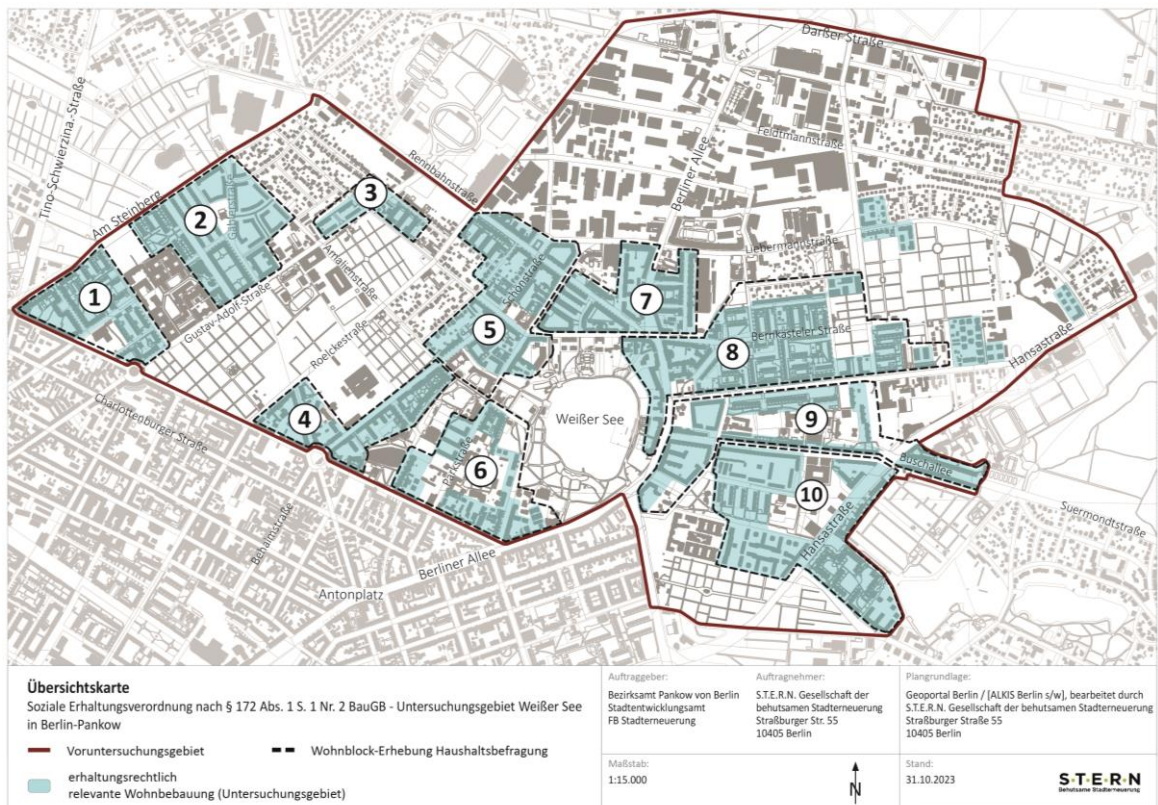 Darßer Straße
Tino-Schwierzina.-Straße
Rennbahnstraße
Feldtmannstraße
Berliner Allee
Am Steinberg
3
2
Gäblerstraße
Amalienstraße
Liebermannstraße
1
Gustav-Adolf-Straße
Schönstraße
7
5
Roelckestraße
Bernkasteler Straße
8
Hansastraße
Charlottenburger Straße
4
Weißer See
9
Buschallee
6
Parkstraße
10
Suermondtstraße
Hansastraße
Behaimstraße
Berliner Allee
Antonplatz
Übersichtskarte
Soziale Erhaltungsverordnung nach § 172 Abs. 1 S. 1 Nr. 2 BauGB - Untersuchungsgebiet Weißer See
in Berlin-Pankow
Voruntersuchungsgebiet
Wohnblock-Erhebung Haushaltsbefragung
erhaltungsrechtlich
relevante Wohnbebauung (Untersuchungsgebiet)
Auftraggeber:
Bezirksamt Pankow von Berlin
Stadtentwicklungsamt
FB Stadterneuerung
Auftragnehmer:
S.T.E.R.N. Gesellschaft der
behutsamen Stadterneuerung
Straßburger Str. 55
10405 Berlin
Plangrundlage:
Geoportal Berlin / [ALKIS Berlin s/w], bearbeitet durch
S.T.E.R.N. Gesellschaft der behutsamen Stadterneuerung
Straßburger Straße 55
10405 Berlin
Maßstab:
1:15.000
N
Stand:
31.10.2023
S·T·E·R·N
Behutsame Stadterneuerung